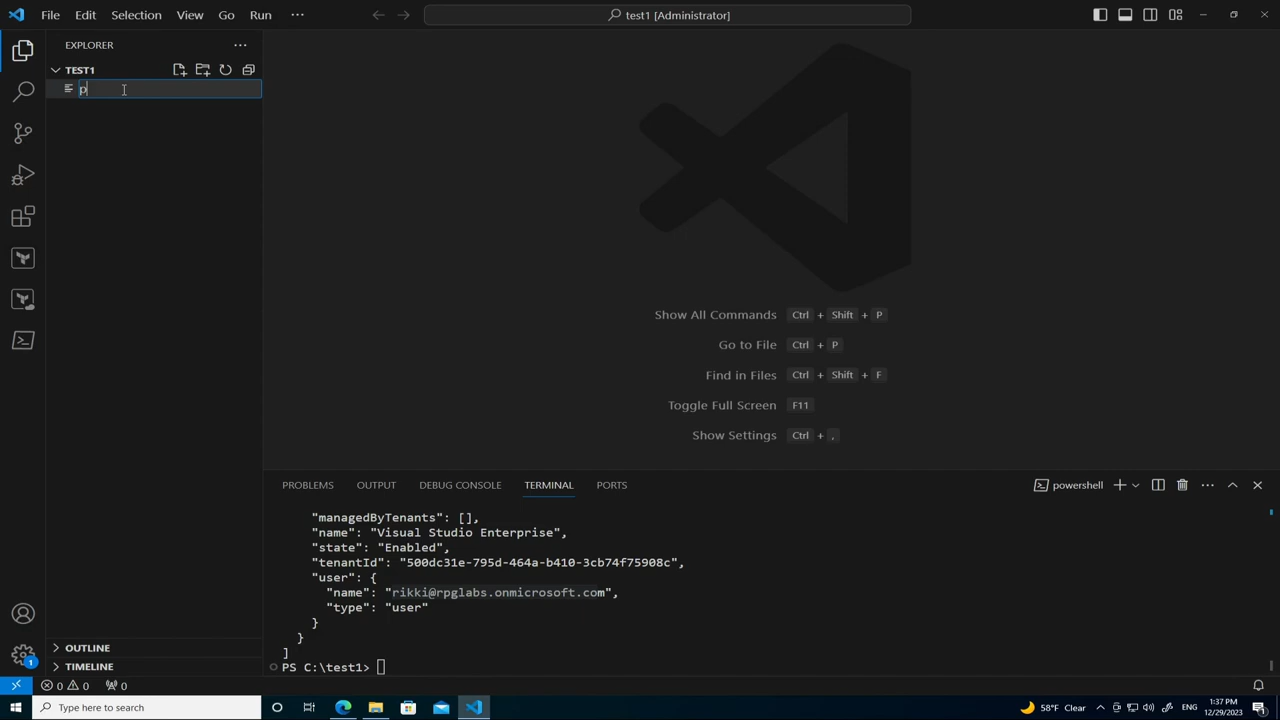 File Edit Selection View Go Run ···
test1 [Administrator]
EXPLORER ···
TEST1
p
Show All Commands Ctrl + Shift + P
Go to File Ctrl + P
Find in Files Ctrl + Shift + F
Toggle Full Screen F11
Show Settings Ctrl + ,
PROBLEMS OUTPUT DEBUG CONSOLE TERMINAL PORTS
powershell
"managedByTenants": [],
"name": "Visual Studio Enterprise",
"state": "Enabled",
"tenantId": "500dc31e-795d-464a-b410-3cb74f75908c",
"user": {
"name": "rikki@rpglabs.onmicrosoft.com",
"type": "user"
}
}
]
PS C:\test1>
OUTLINE
TIMELINE
1
0 0 0
Type here to search
58°F Clear
ENG
1:37 PM
12/29/2023
1